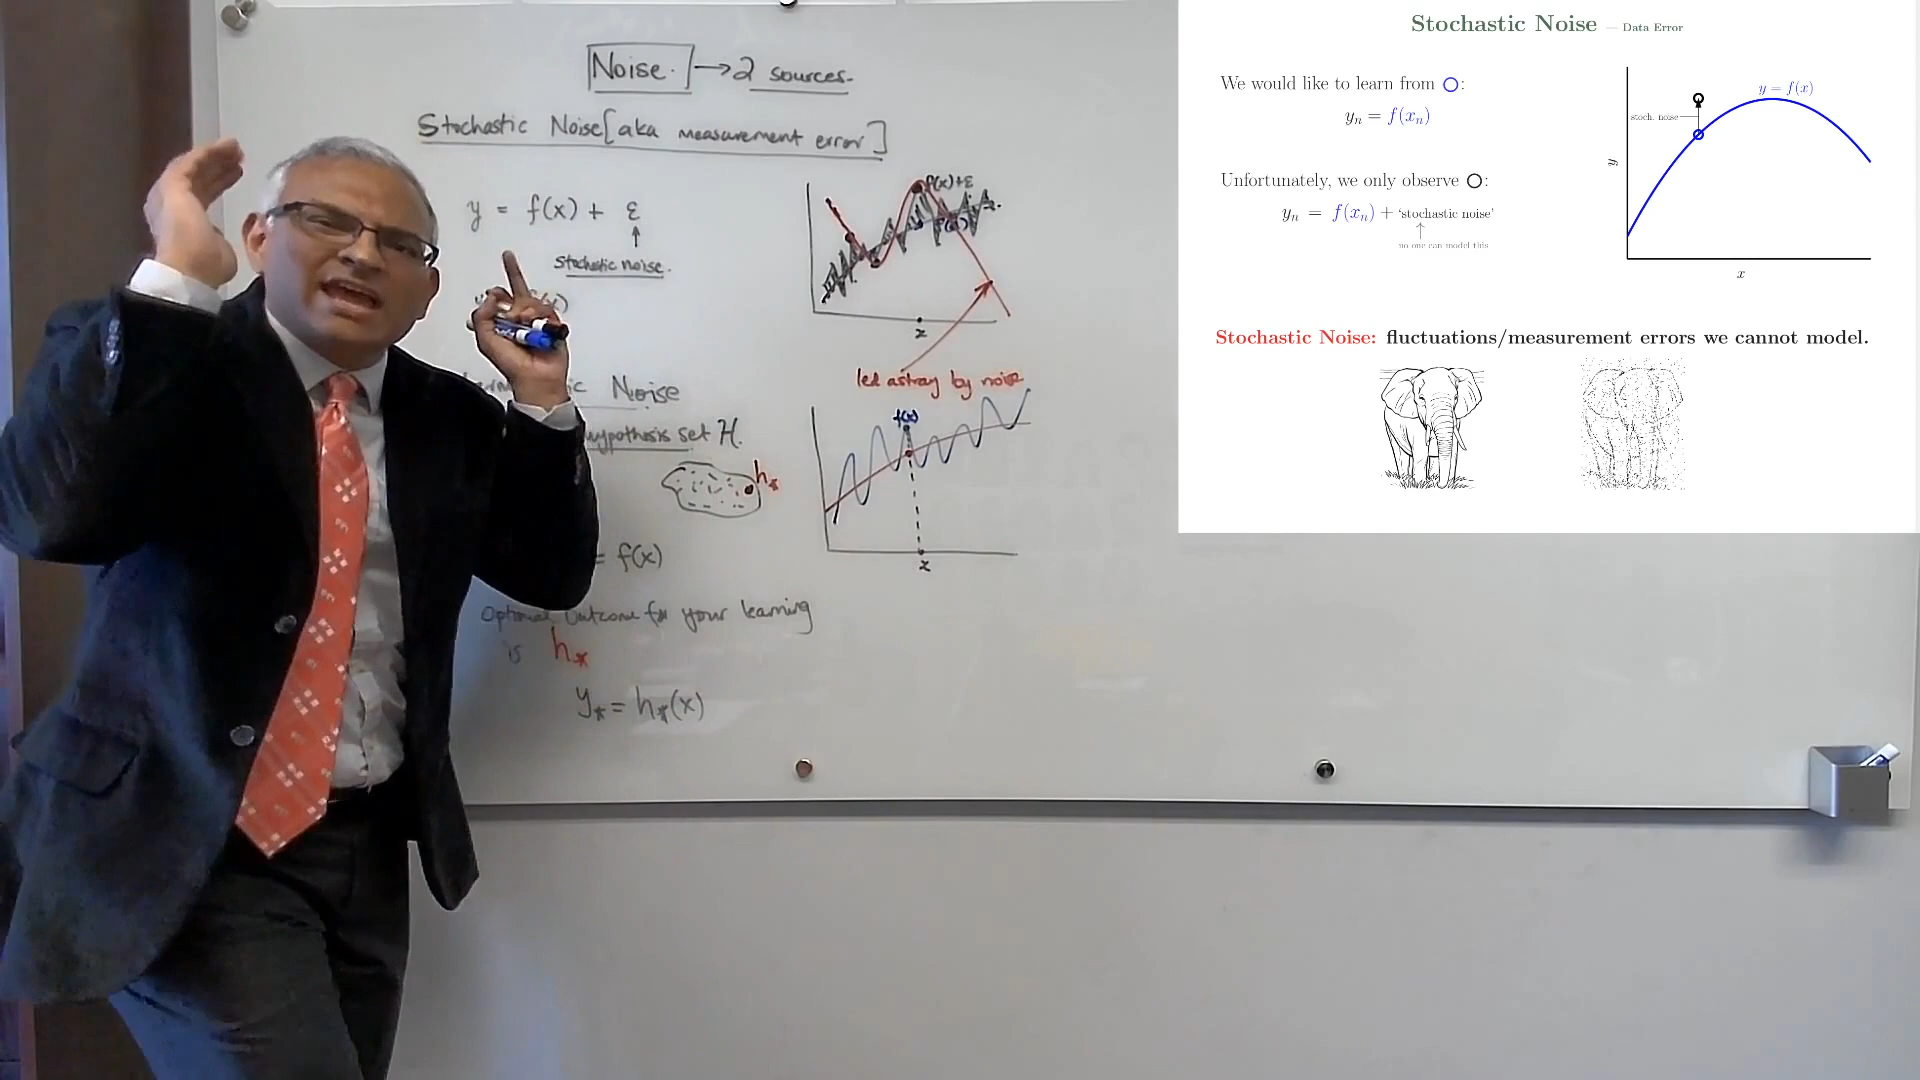 Noise. → 2 sources.
Stochastic Noise [aka measurement error]
y = f(x) + ε
↑
stochastic noise.
f(x)+ε
x
led astray by noise
Noise
hypothesis set H.
h*
f(x)
x
= f(x)
Optimal outcome for your learning
is h*
y* = h*(x)
Stochastic Noise — Data Error
We would like to learn from ○:
yₙ = f(xₙ)
Unfortunately, we only observe ○:
yₙ = f(xₙ) + ‘stochastic noise’
↑
no one can model this
y = f(x)
stoch. noise
y
x
Stochastic Noise: fluctuations/measurement errors we cannot model.